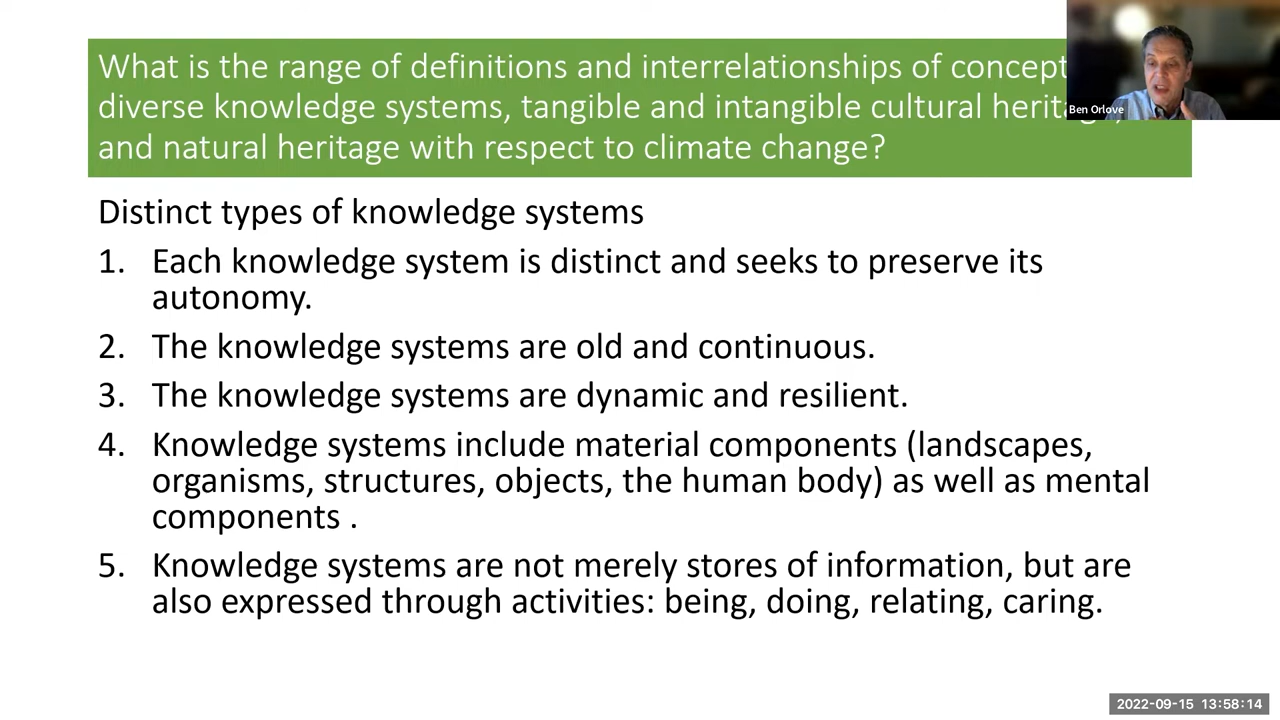 What is the range of definitions and interrelationships of concept
diverse knowledge systems, tangible and intangible cultural
and natural heritage with respect to climate change?
Ben Orlove
Distinct types of knowledge systems
1. Each knowledge system is distinct and seeks to preserve its
autonomy.
2. The knowledge systems are old and continuous.
3. The knowledge systems are dynamic and resilient.
4. Knowledge systems include material components (landscapes,
organisms, structures, objects, the human body) as well as mental
components .
5. Knowledge systems are not merely stores of information, but are
also expressed through activities: being, doing, relating, caring.
2022-09-15 13:58:14